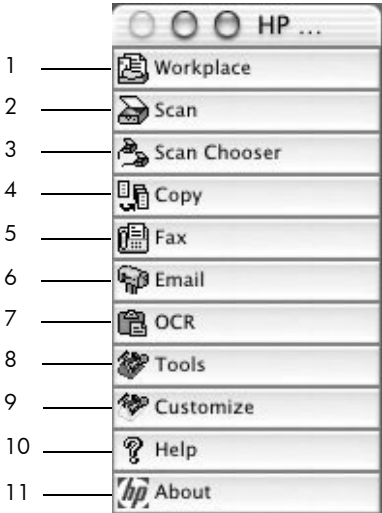 HP ...
1 Workplace
2 Scan
3 Scan Chooser
4 Copy
5 Fax
6 Email
7 OCR
8 Tools
9 Customize
10 Help
11 hp About